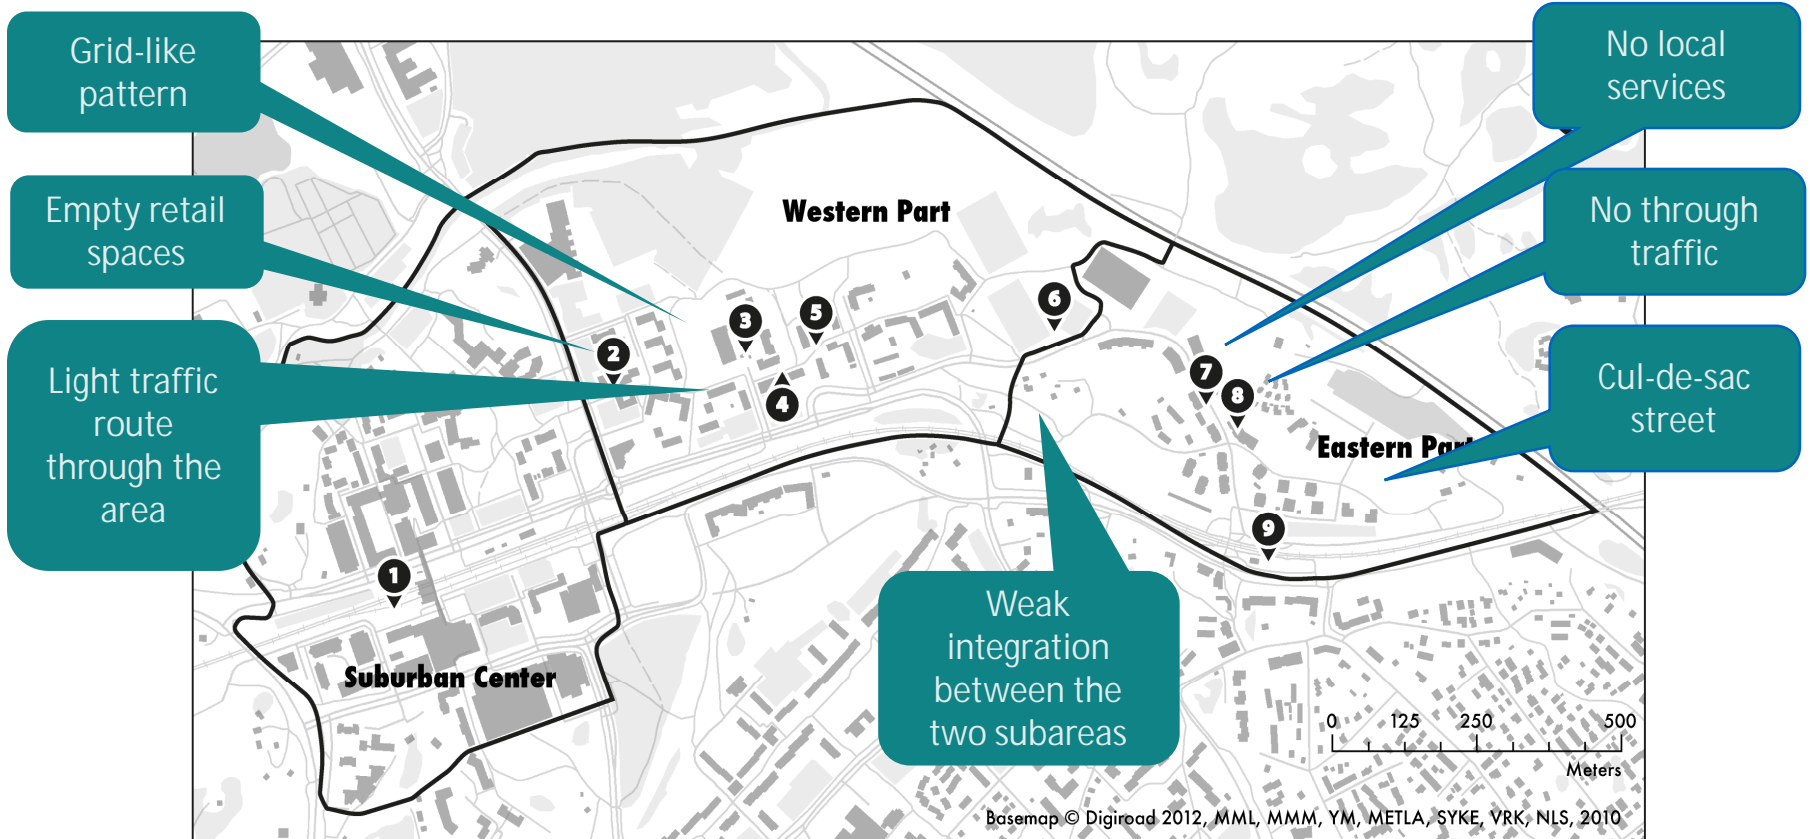 Grid-like
pattern
Empty retail
spaces
Light traffic
route
through the
area
No local
services
No through
traffic
Cul-de-sac
street
Weak
integration
between the
two subareas
Western Part
Eastern Part
Suburban Center
1
2
3
4
5
6
7
8
9
0 125 250 500
Meters
Basemap © Digiroad 2012, MML, MMM, YM, METLA, SYKE, VRK, NLS, 2010